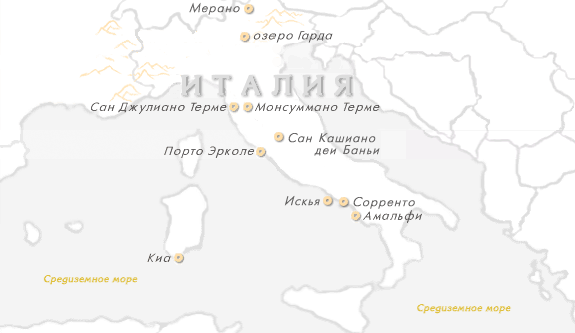 Мерано
озеро Гарда
ИТАЛИЯ
Сан Джулиано Терме
Монсуммано Терме
Сан Кашиано
деи Баньи
Порто Эрколе
Искья
Сорренто
Амальфи
Киа
Средиземное море
Средиземное море